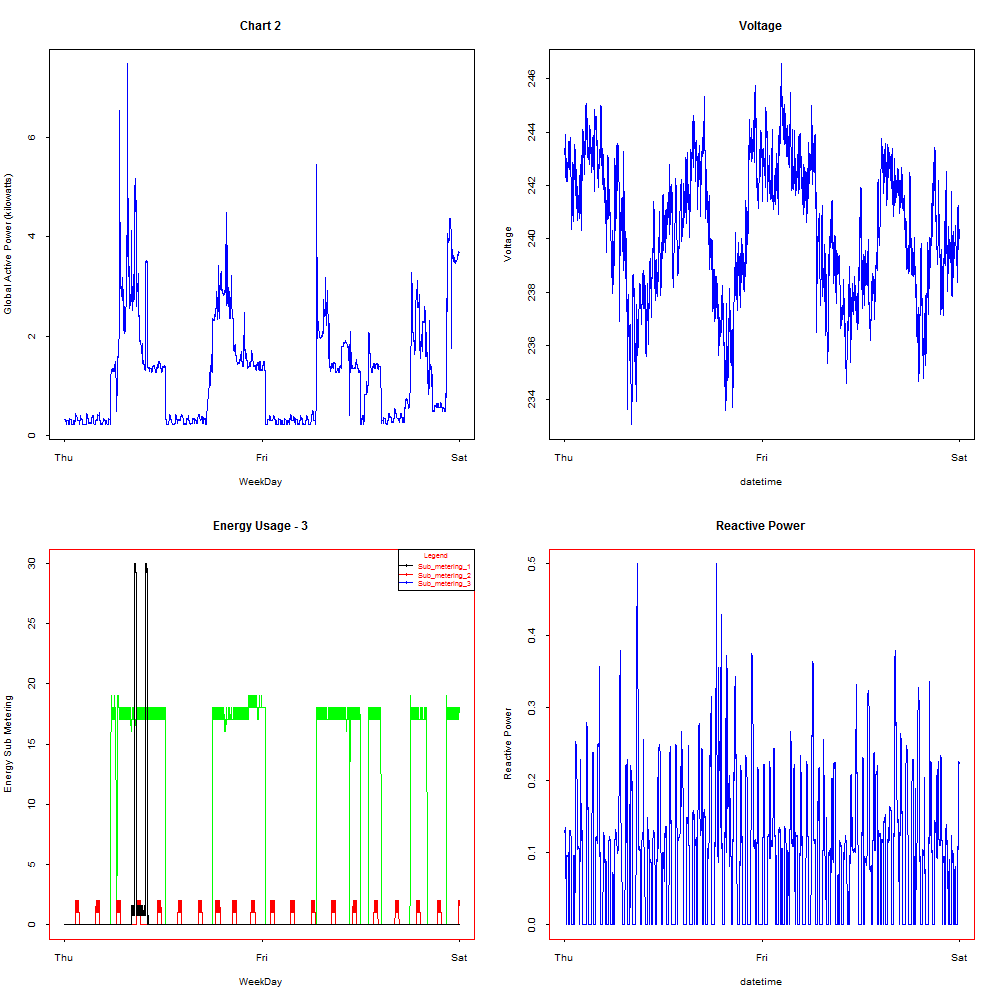 Chart 2
Global Active Power (kilowatts)
6
4
2
0
Thu
Fri
Sat
WeekDay
Voltage
Voltage
246
244
242
240
238
236
234
Thu
Fri
Sat
datetime
Energy Usage - 3
Energy Sub Metering
30
25
20
15
10
5
0
Legend
Sub_metering_1
Sub_metering_2
Sub_metering_3
Thu
Fri
Sat
WeekDay
Reactive Power
Reactive Power
0.5
0.4
0.3
0.2
0.1
0.0
Thu
Fri
Sat
datetime